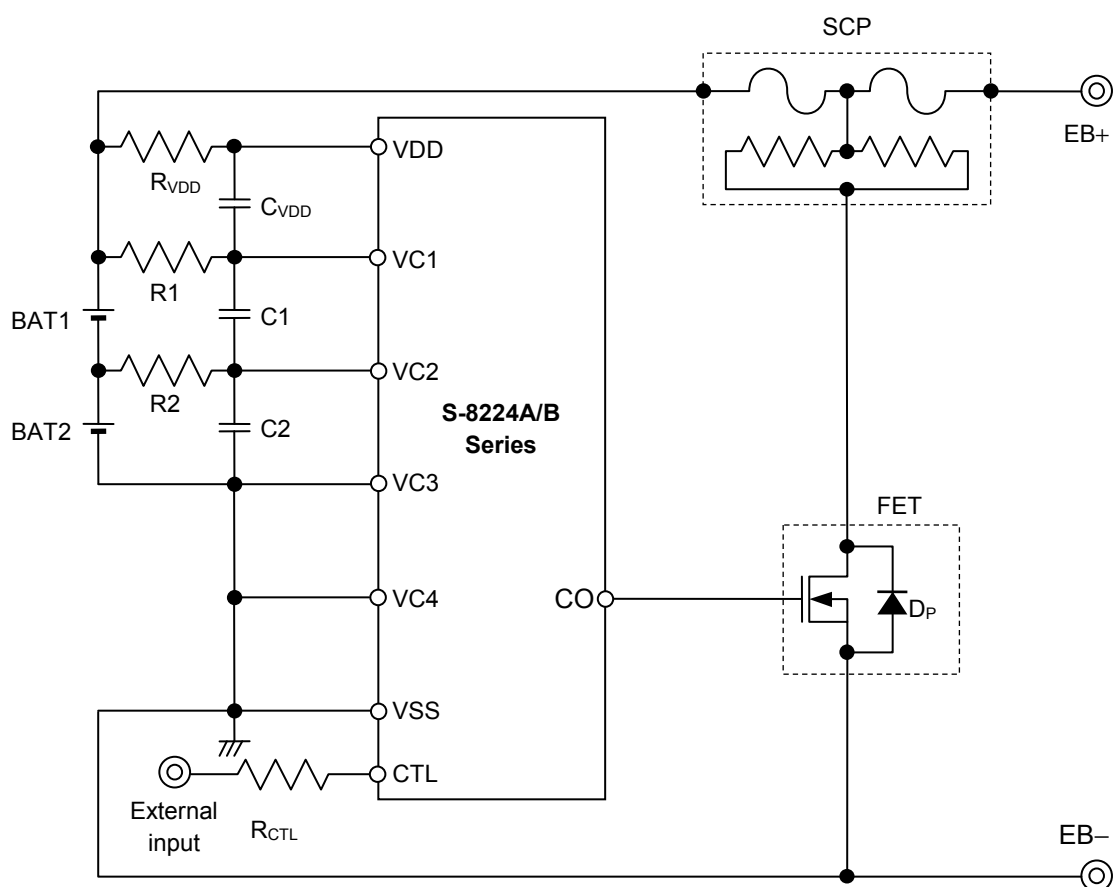 SCP
EB+
VDD
RVDD
CVDD
VC1
R1
BAT1
C1
VC2
R2
S-8224A/B
Series
BAT2
C2
VC3
FET
VC4
CO
DP
VSS
CTL
External
input
RCTL
EB−